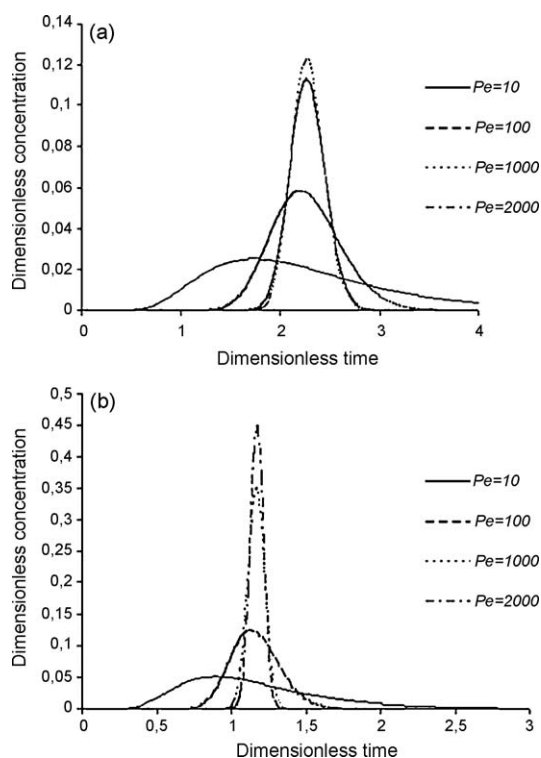 (a)
0,14
0,12
0,1
0,08
0,06
0,04
0,02
0
Dimensionless concentration
0 1 2 3 4
Dimensionless time
Pe=10
Pe=100
Pe=1000
Pe=2000
(b)
0,5
0,45
0,4
0,35
0,3
0,25
0,2
0,15
0,1
0,05
0
Dimensionless concentration
0 0,5 1 1,5 2 2,5 3
Dimensionless time
Pe=10
Pe=100
Pe=1000
Pe=2000